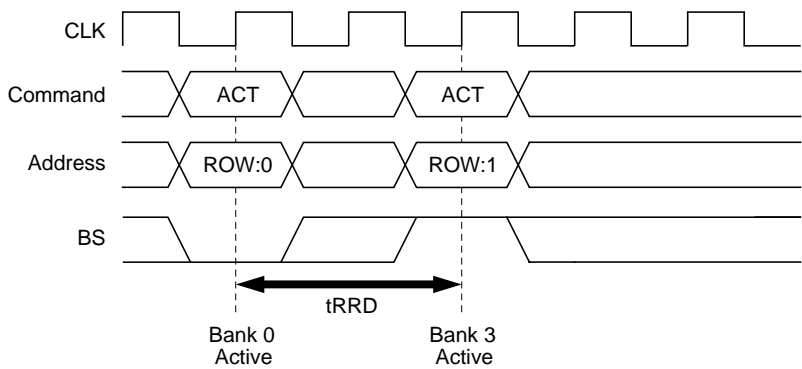 CLK
Command ACT ACT
Address ROW:0 ROW:1
BS
tRRD
Bank 0 Bank 3
Active Active